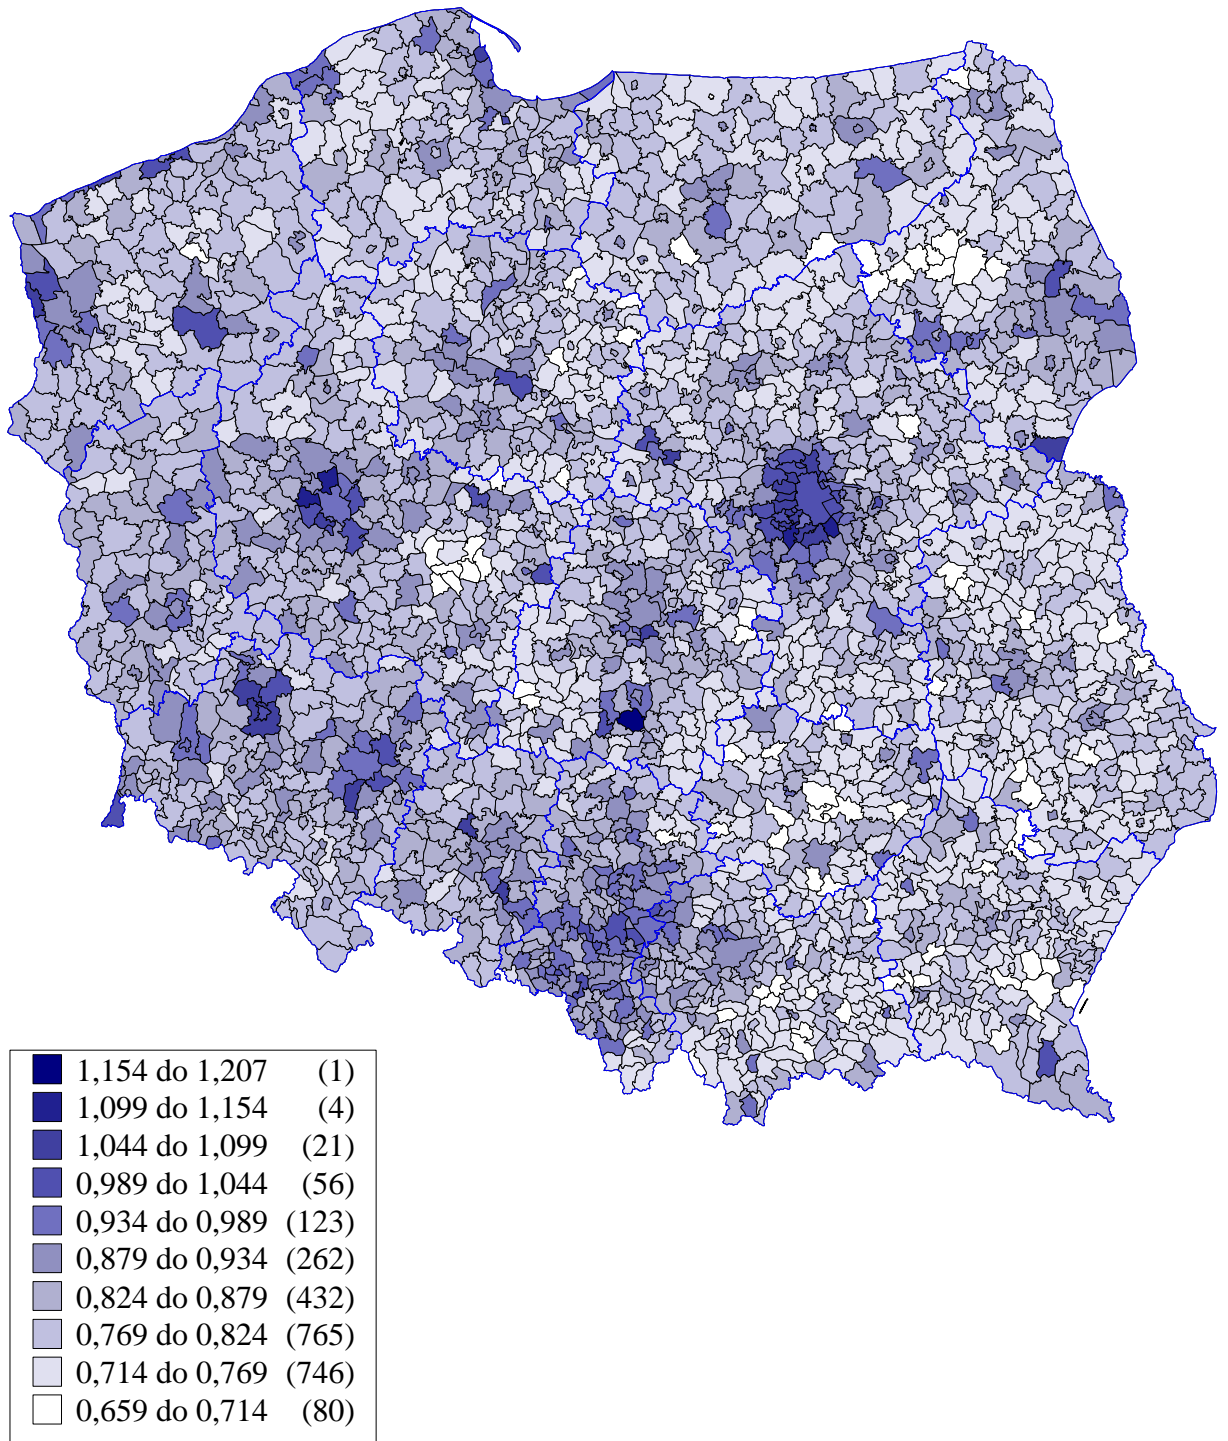 1,154 do 1,207 (1)
1,099 do 1,154 (4)
1,044 do 1,099 (21)
0,989 do 1,044 (56)
0,934 do 0,989 (123)
0,879 do 0,934 (262)
0,824 do 0,879 (432)
0,769 do 0,824 (765)
0,714 do 0,769 (746)
0,659 do 0,714 (80)